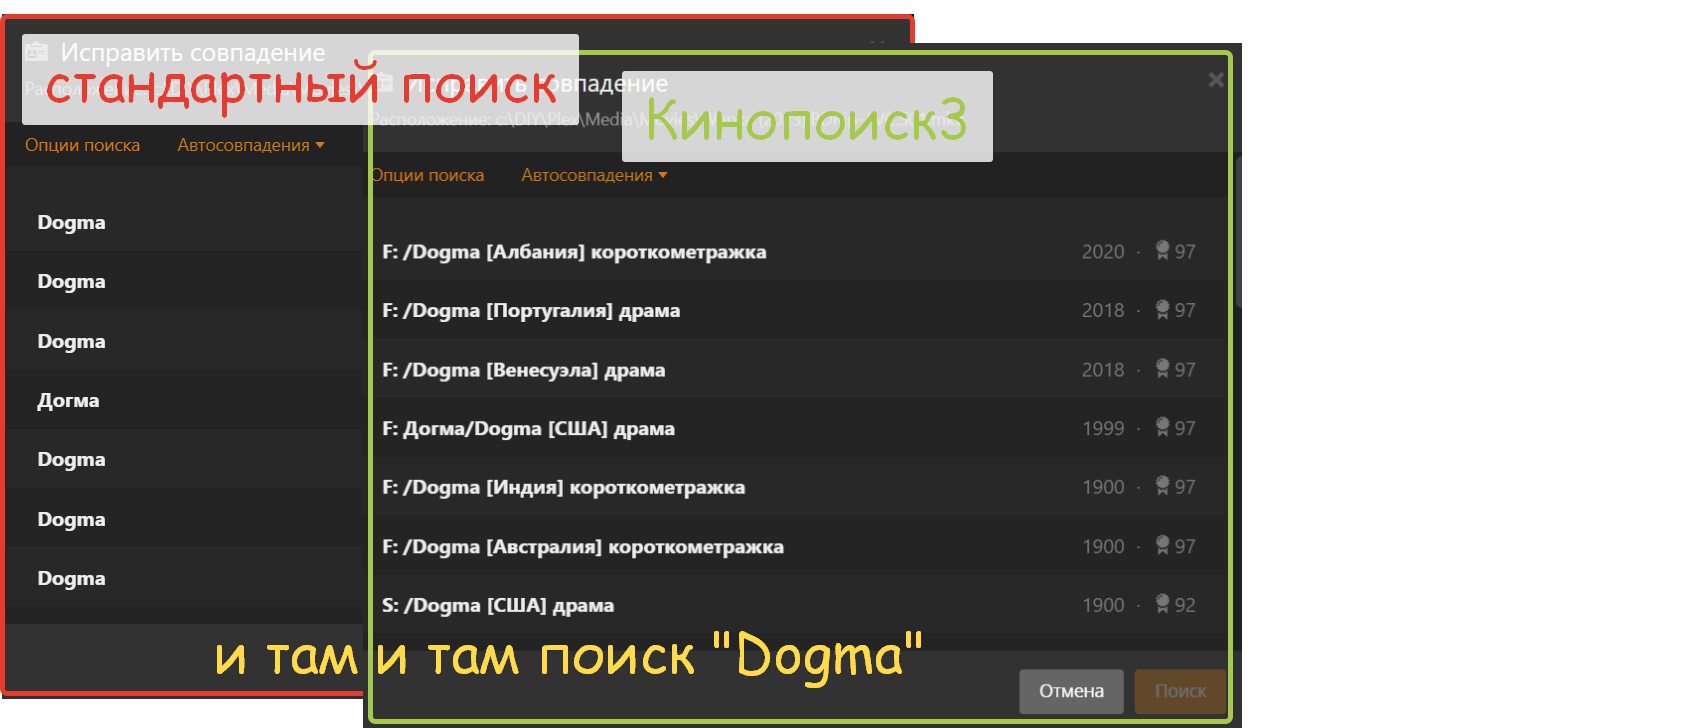 Исправить совпадение
стандартный поиск
Опции поиска Автосовпадения
Dogma
Dogma
Dogma
Догма
Dogma
Dogma
Dogma
совпадение
Кинопоиск3
Расположение: c:\DIY\Plex\Media\Movies\
Опции поиска Автосовпадения
F: /Dogma [Албания] короткометражка 2020 · 97
F: /Dogma [Португалия] драма 2018 · 97
F: /Dogma [Венесуэла] драма 2018 · 97
F: Догма/Dogma [США] драма 1999 · 97
F: /Dogma [Индия] короткометражка 1900 · 97
F: /Dogma [Австралия] короткометражка 1900 · 97
S: /Dogma [США] драма 1900 · 92
и там и там поиск "Dogma"
Отмена Поиск